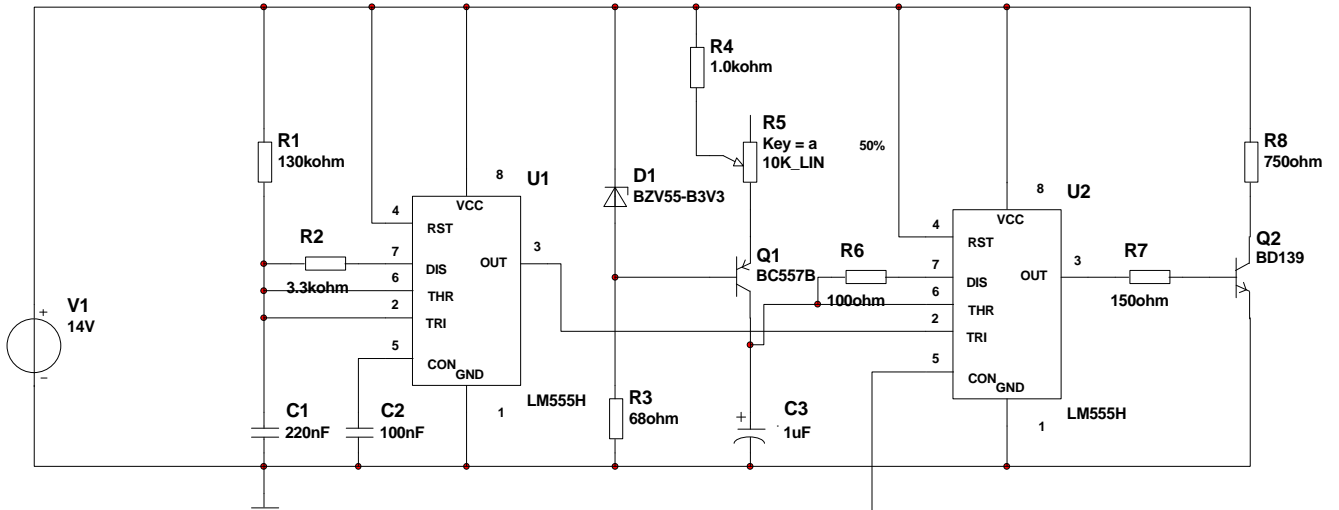 V1
14V
R1
130kohm
R2
3.3kohm
C1
220nF
C2
100nF
U1
8
VCC
4
RST
7
DIS
6
THR
2
TRI
5
CON
GND
OUT
3
1
LM555H
D1
BZV55-B3V3
R3
68ohm
R4
1.0kohm
R5
Key = a
10K_LIN
50%
Q1
BC557B
R6
100ohm
C3
1uF
U2
8
VCC
4
RST
7
DIS
6
THR
2
TRI
5
CON
GND
OUT
3
1
LM555H
R7
150ohm
R8
750ohm
Q2
BD139